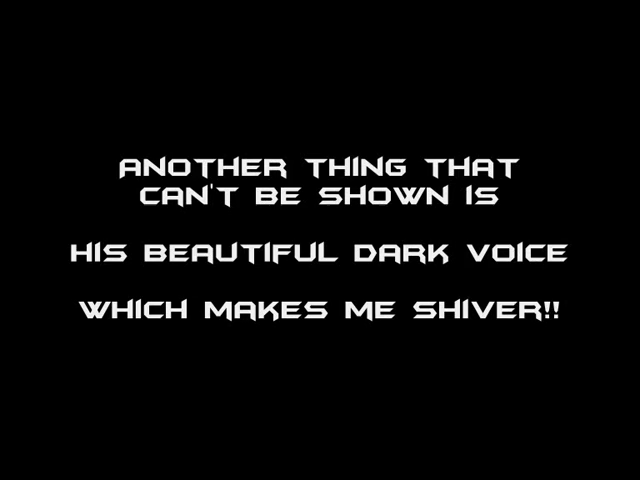 ANOTHER THING THAT
CAN'T BE SHOWN IS
HIS BEAUTIFUL DARK VOICE
WHICH MAKES ME SHIVER!!